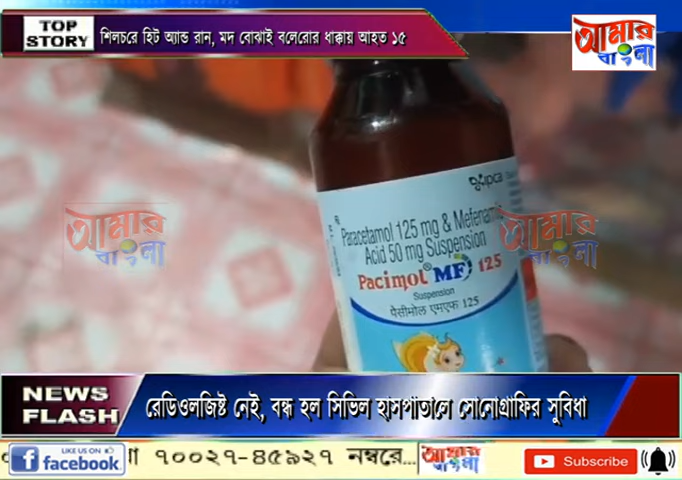 TOP
STORY
শিলচরে হিট অ্যান্ড রান, মদ বোঝাই বলেরোর ধাক্কায় আহত ১৫
আমার
বাংলা
ipca
Paracetamol 125 mg & Mefenamic
Acid 50 mg Suspension
Pacimol® MF 125
Suspension
पैसीमोल एमएफ 125
আমার
বাংলা
আমার
বাংলা
NEWS
FLASH
রেডিওলজিষ্ট নেই, বন্ধ হল সিভিল হাসপাতালে সোনোগ্রাফির সুবিধা
LIKE US ON
facebook
৭০০২৭-৪৫৯২৭ নম্বরে...
আমার
বাংলা
Subscribe